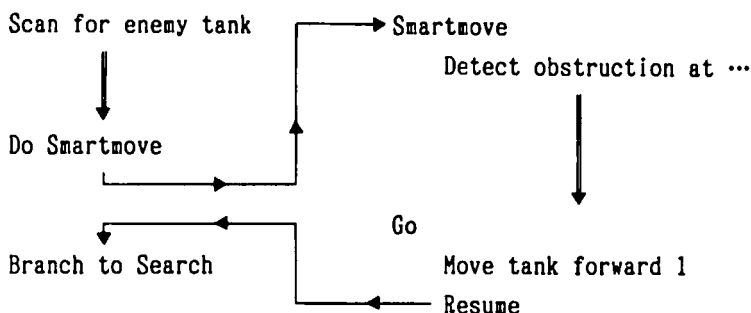 Scan for enemy tank
Do Smartmove
Branch to Search
Smartmove
Detect obstruction at ···
Go
Move tank forward 1
Resume